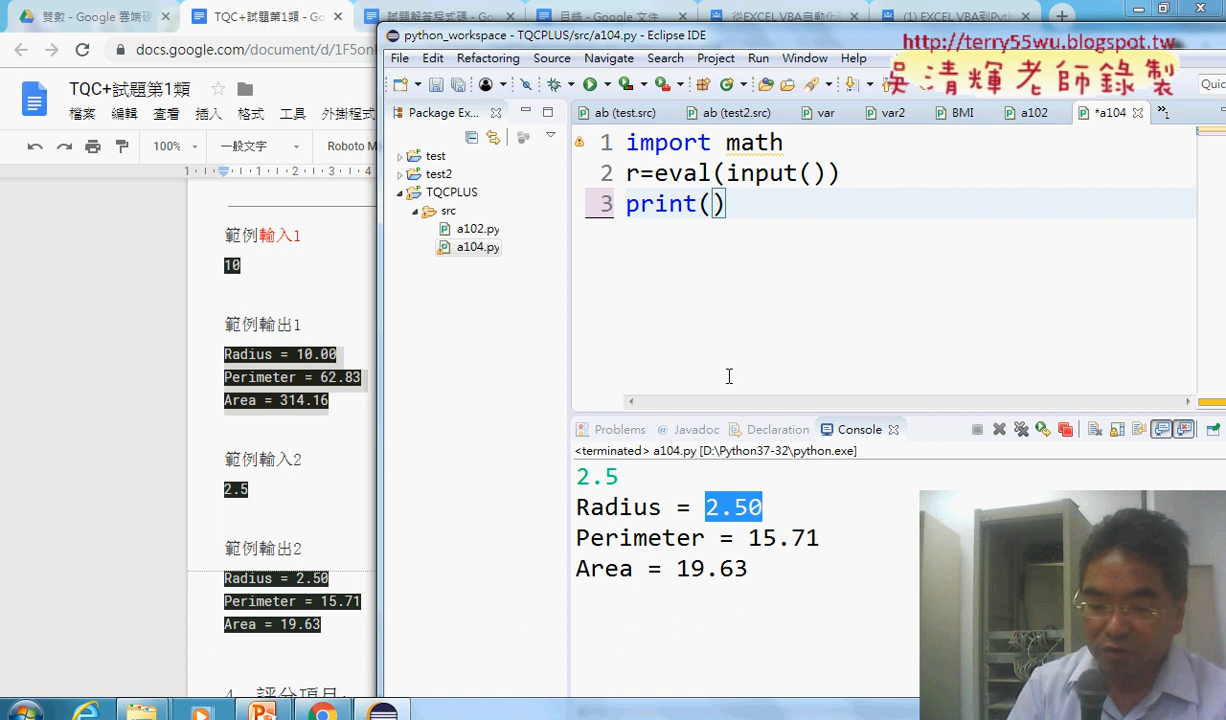 雙數 - Google 雲端硬
TQC+試題第1類 - Go
試題解答程式碼 - Go
目錄 - Google 文件
從EXCEL VBA自動化
(1) EXCEL VBA到Pyth
docs.google.com/document/d/1F5onl
TQC+試題第1類
檔案 編輯 查看 插入 格式 工具 外掛程式
100% 一般文字 Roboto M
1 1 2 3 4
範例輸入1
10
範例輸出1
Radius = 10.00
Perimeter = 62.83
Area = 314.16
範例輸入2
2.5
範例輸出2
Radius = 2.50
Perimeter = 15.71
Area = 19.63
4. 評分項目:
python_workspace - TQCPLUS/src/a104.py - Eclipse IDE
http://terry55wu.blogspot.tw
吳清輝老師錄製
File Edit Refactoring Source Navigate Search Project Run Window Help
Quic
Package Ex...
ab (test.src) ab (test2.src) var var2 BMI a102 *a104 »1
test
test2
TQCPLUS
src
a102.py
a104.py
1 import math
2 r=eval(input())
3 print()
Problems @ Javadoc Declaration Console
<terminated> a104.py [D:\Python37-32\python.exe]
2.5
Radius = 2.50
Perimeter = 15.71
Area = 19.63